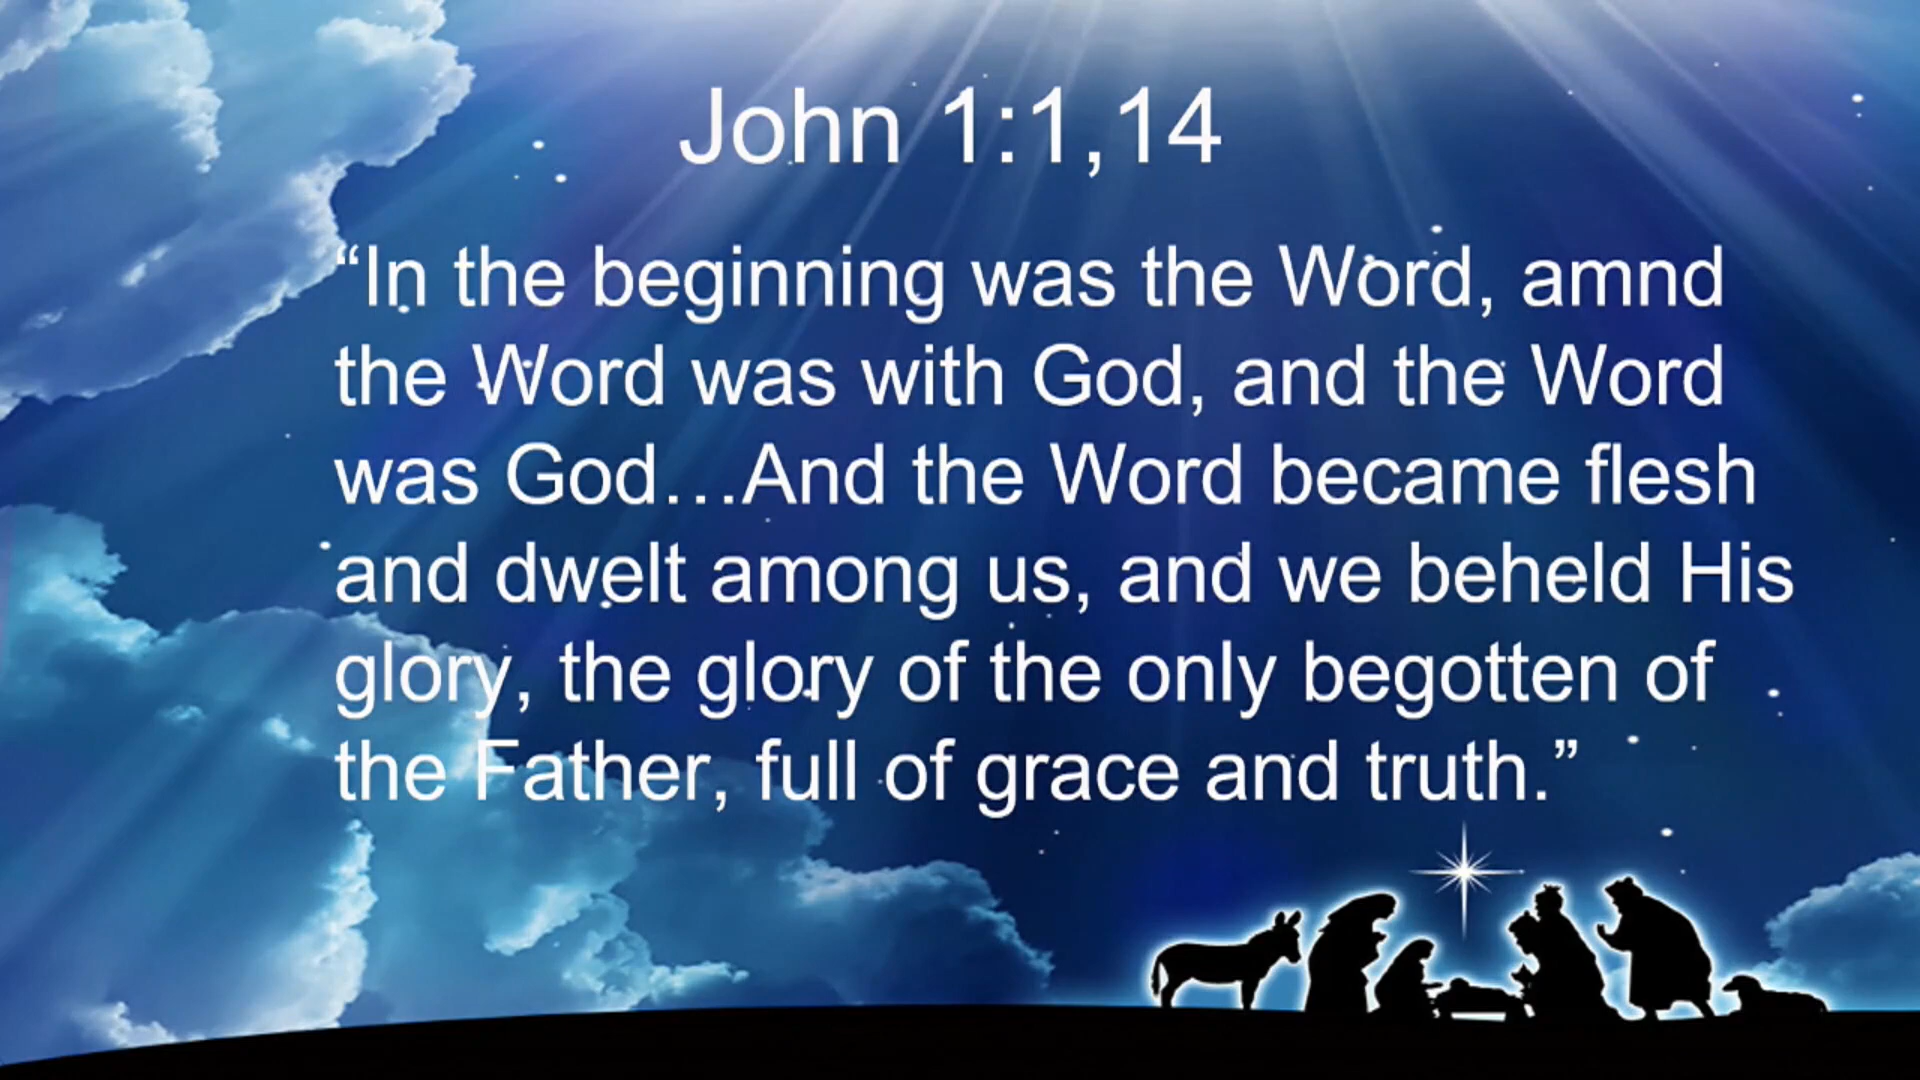 John 1:1,14
“In the beginning was the Word, amnd
the Word was with God, and the Word
was God…And the Word became flesh
and dwelt among us, and we beheld His
glory, the glory of the only begotten of
the Father, full of grace and truth.”